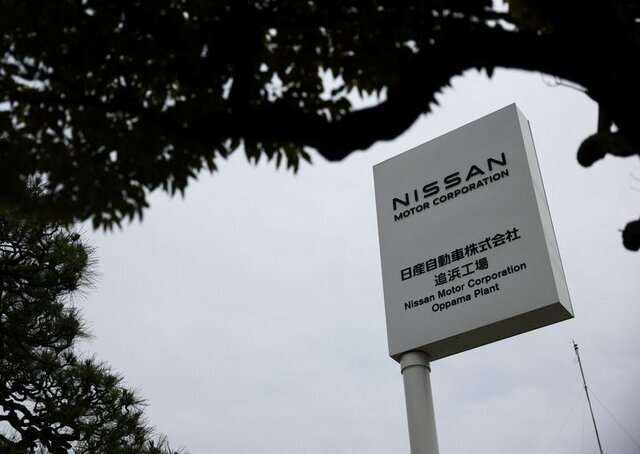 NISSAN
MOTOR CORPORATION
日産自動車株式会社
追浜工場
Nissan Motor Corporation
Oppama Plant